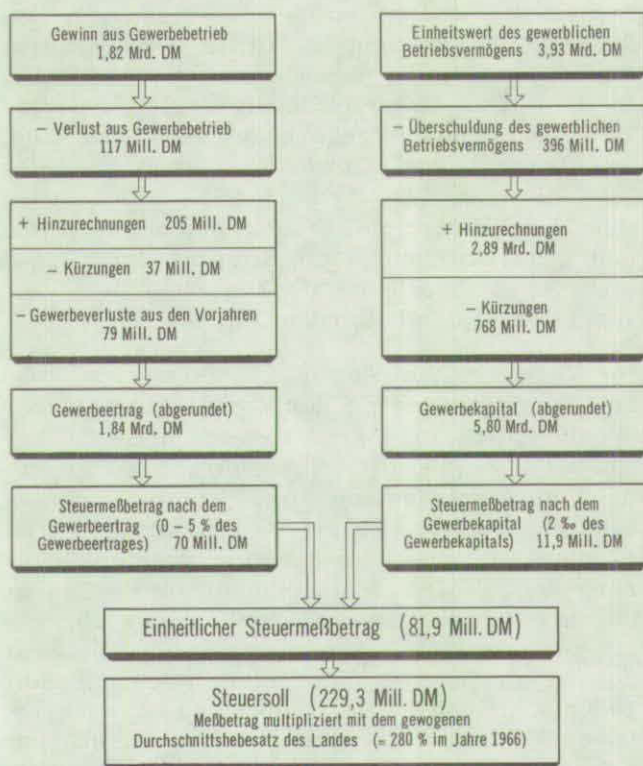 Gewinn aus Gewerbebetrieb
1,82 Mrd. DM
− Verlust aus Gewerbebetrieb
117 Mill. DM
+ Hinzurechnungen 205 Mill. DM
− Kürzungen 37 Mill. DM
− Gewerbeverluste aus den Vorjahren
79 Mill. DM
Gewerbeertrag (abgerundet)
1,84 Mrd. DM
Steuermeßbetrag nach dem
Gewerbeertrag (0 – 5 % des
Gewerbeertrages) 70 Mill. DM
Einheitswert des gewerblichen
Betriebsvermögens 3,93 Mrd. DM
− Überschuldung des gewerblichen
Betriebsvermögens 396 Mill. DM
+ Hinzurechnungen
2,89 Mrd. DM
− Kürzungen
768 Mill. DM
Gewerbekapital (abgerundet)
5,80 Mrd. DM
Steuermeßbetrag nach dem
Gewerbekapital (2 ‰ des
Gewerbekapitals) 11,9 Mill. DM
Einheitlicher Steuermeßbetrag (81,9 Mill. DM)
Steuersoll (229,3 Mill. DM)
Meßbetrag multipliziert mit dem gewogenen
Durchschnittshebesatz des Landes (= 280 % im Jahre 1966)